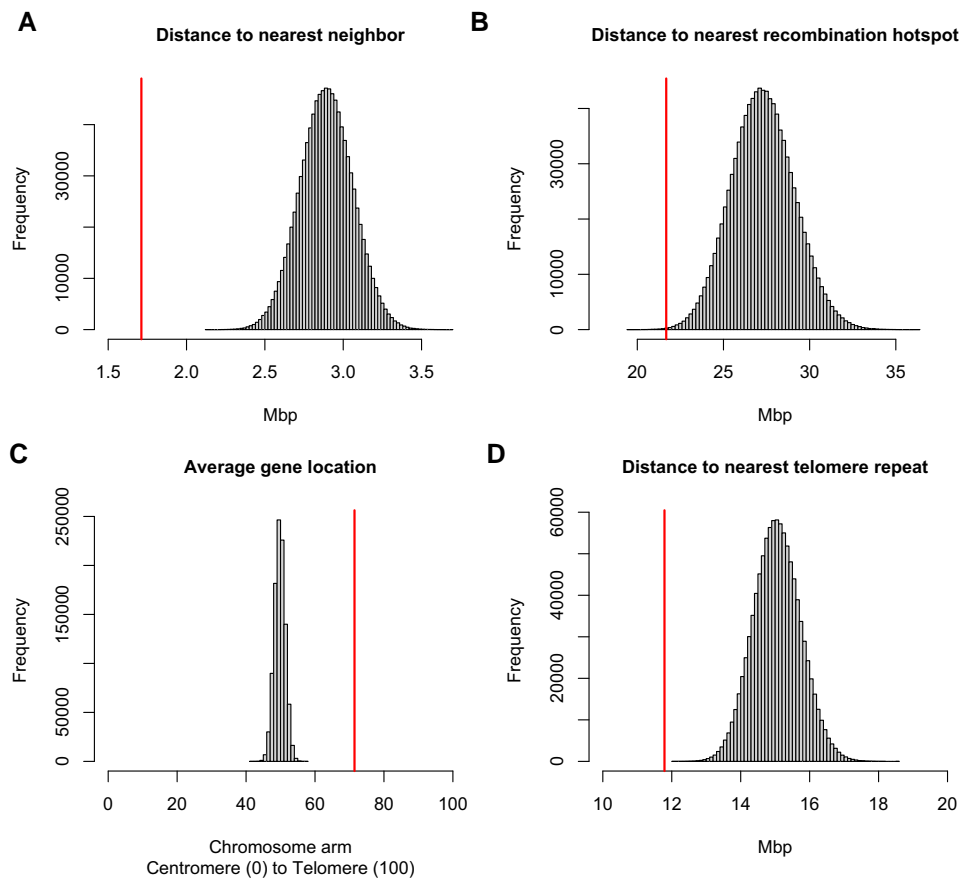 A
Distance to nearest neighbor
Frequency
0
10000
30000
1.5 2.0 2.5 3.0 3.5
Mbp
B
Distance to nearest recombination hotspot
Frequency
0
10000
30000
20 25 30 35
Mbp
C
Average gene location
Frequency
0
50000
150000
250000
0 20 40 60 80 100
Chromosome arm
Centromere (0) to Telomere (100)
D
Distance to nearest telomere repeat
Frequency
0
20000
40000
60000
10 12 14 16 18 20
Mbp